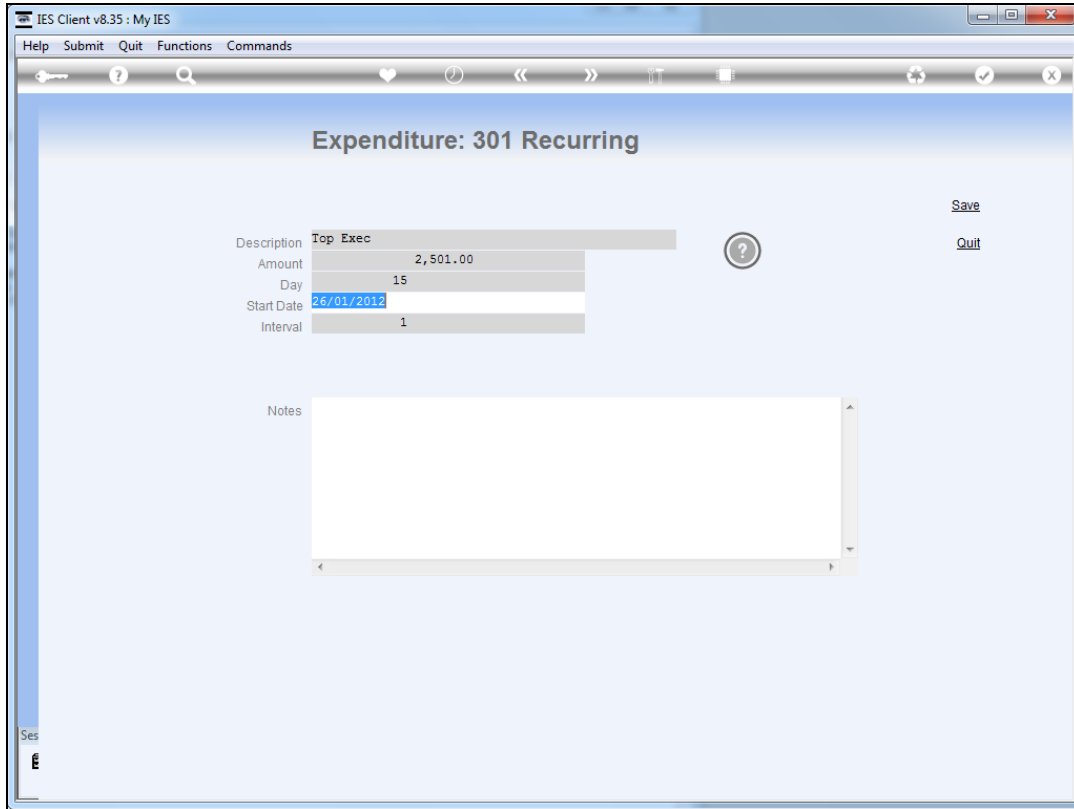 IES Client v8.35 : My IES
Help Submit Quit Functions Commands
Expenditure: 301 Recurring
Save
Description Top Exec
Quit
Amount 2,501.00
Day 15
Start Date 26/01/2012
Interval 1
Notes
Ses